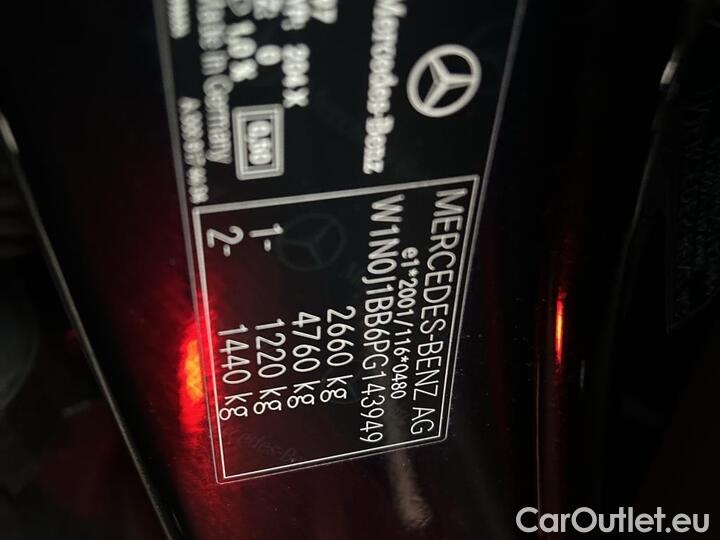 MERCEDES-BENZ AG
e1*2001/116*0480
W1N0J1BB6PG143949
2660 kg
4760 kg
1- 1220 kg
2- 1440 kg
Mercedes-Benz
204 X
Made in Germany
CarOutlet.eu